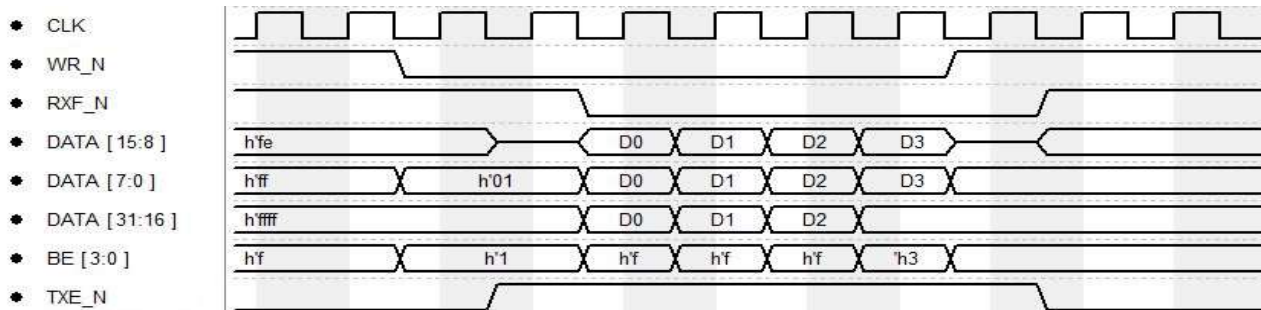 CLK
WR_N
RXF_N
DATA [15:8] h'fe D0 D1 D2 D3
DATA [7:0] h'ff h'01 D0 D1 D2 D3
DATA [31:16] h'ffff D0 D1 D2
BE [3:0] h'f h'1 h'f h'f h'f 'h3
TXE_N